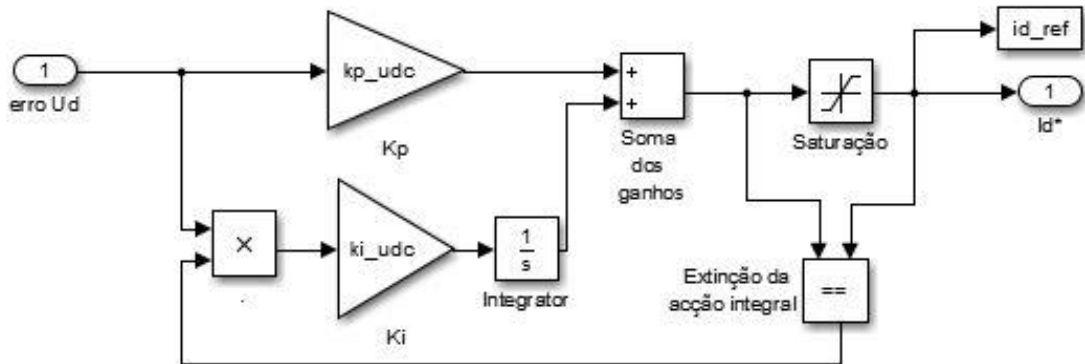 id_ref
1
erro Ud
kp_udc
Kp
+
+
Soma
dos
ganhos
Saturação
1
Id*
×
ki_udc
Ki
1
s
Integrator
Extinção da
acção integral
==
.